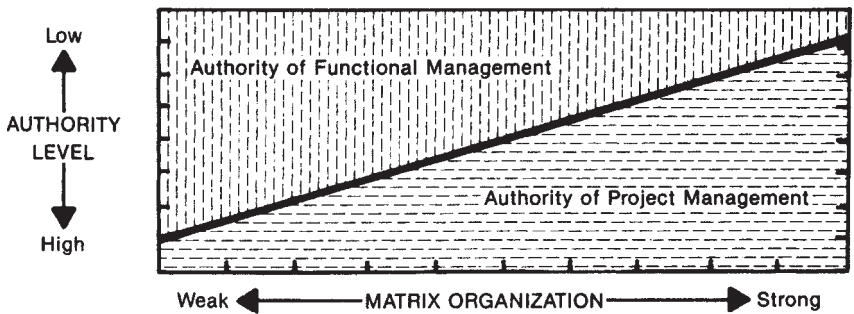 Low
Authority of Functional Management
AUTHORITY
LEVEL
Authority of Project Management
High
Weak
MATRIX ORGANIZATION
Strong